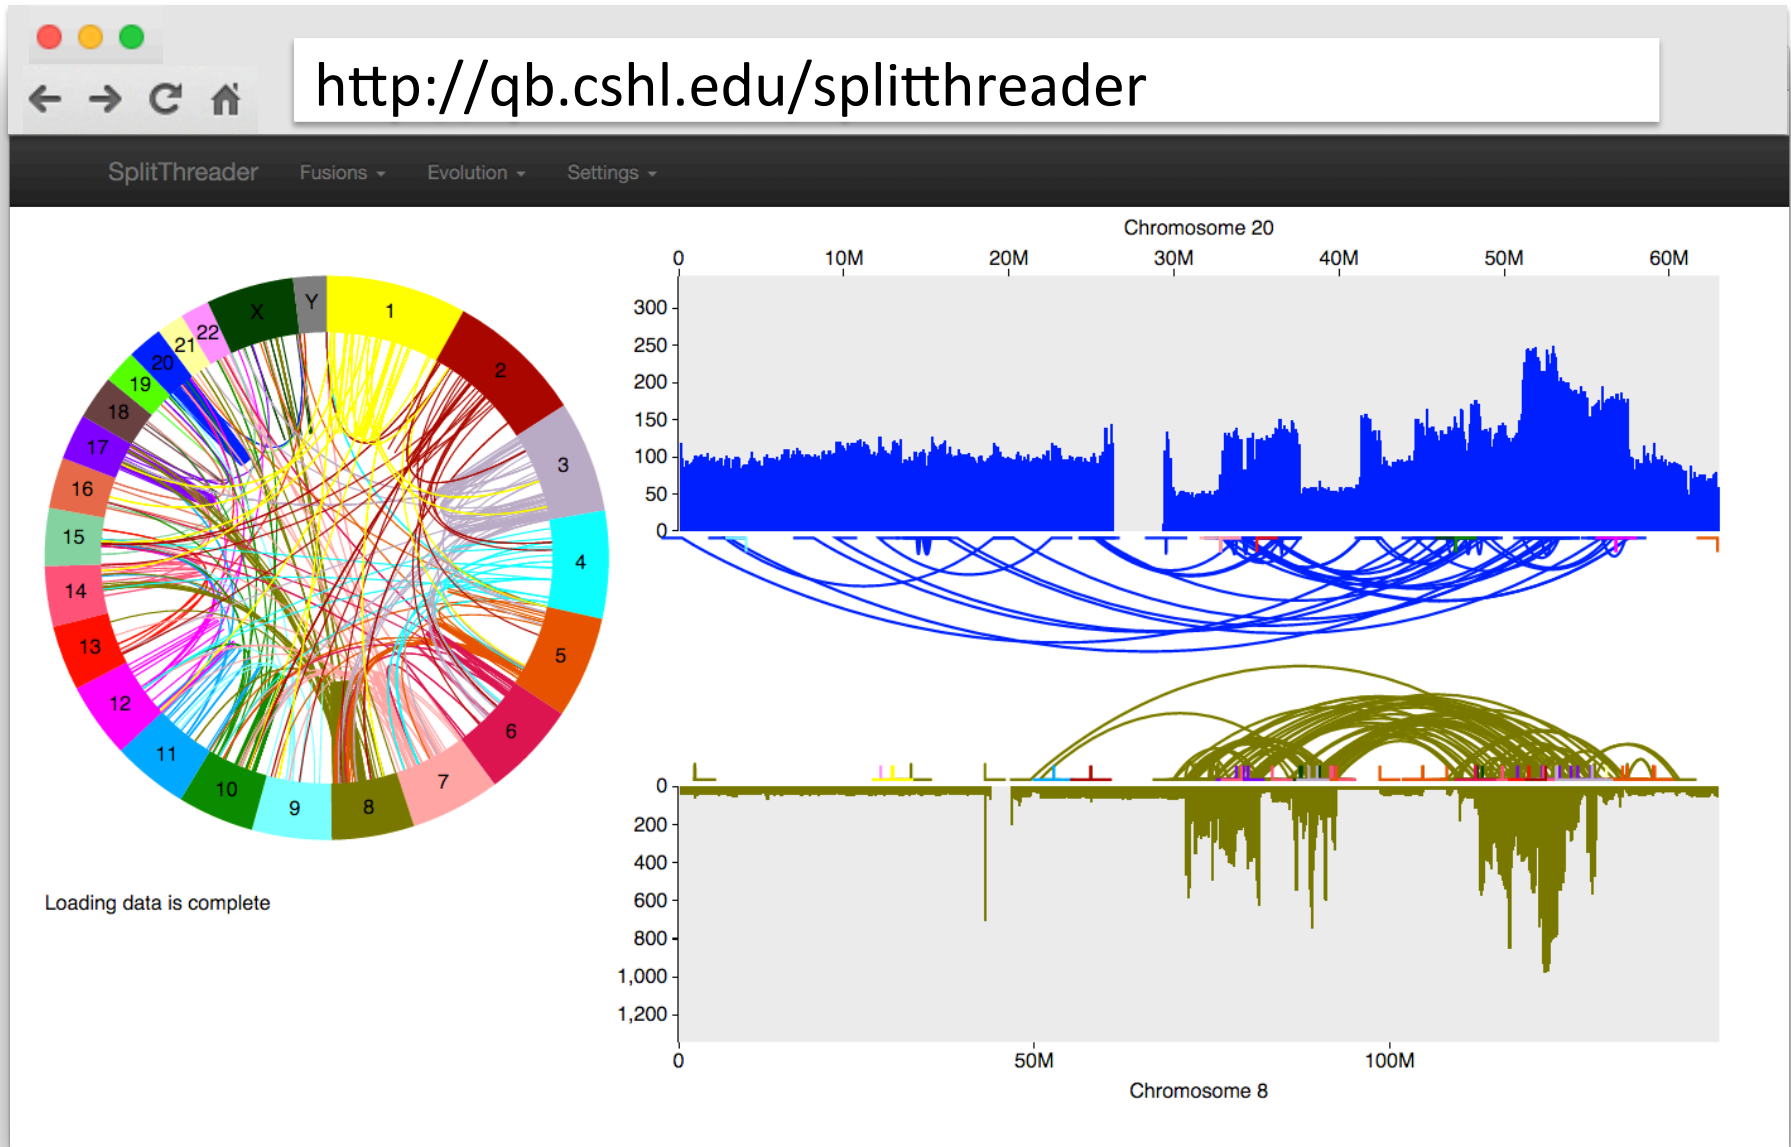 http://qb.cshl.edu/splitthreader
SplitThreader Fusions Evolution Settings
Chromosome 20
0 10M 20M 30M 40M 50M 60M
300
250
200
150
100
50
0
X Y 1 2 3 4 5 6 7 8 9 10 11 12 13 14 15 16 17 18 19 20 21 22
Loading data is complete
0
200
400
600
800
1,000
1,200
0 50M 100M
Chromosome 8